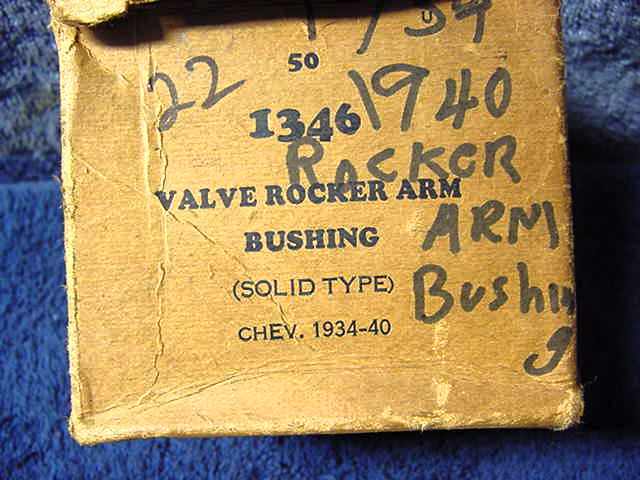 50
22
1346
1940
ROCKER
VALVE ROCKER ARM
ARM
BUSHING
(SOLID TYPE)
Bushin
g
CHEV. 1934-40